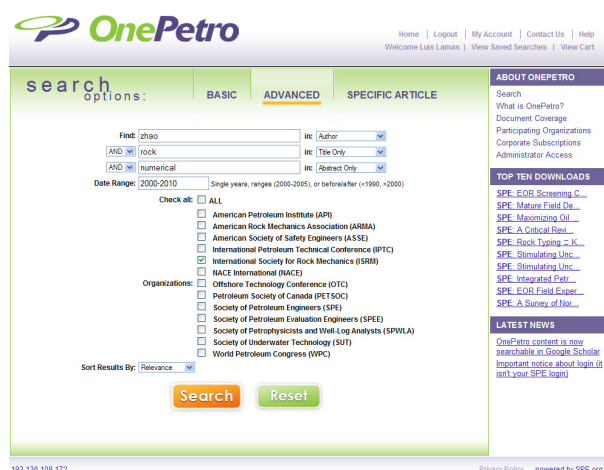 OnePetro
Home | Logout | My Account | Contact Us | Help
Welcome Luis Lamas | View Saved Searches | View Cart
search options:
BASIC ADVANCED SPECIFIC ARTICLE
Find: zhao in: Author
AND rock in: Title Only
AND numerical in: Abstract Only
Date Range: 2000-2010 Single years, ranges (2000-2005), or before/after (<1990, >2000)
Check all: ALL
American Petroleum Institute (API)
American Rock Mechanics Association (ARMA)
American Society of Safety Engineers (ASSE)
International Petroleum Technical Conference (IPTC)
International Society for Rock Mechanics (ISRM)
NACE International (NACE)
Organizations: Offshore Technology Conference (OTC)
Petroleum Society of Canada (PETSOC)
Society of Petroleum Engineers (SPE)
Society of Petroleum Evaluation Engineers (SPEE)
Society of Petrophysicists and Well-Log Analysts (SPWLA)
Society of Underwater Technology (SUT)
World Petroleum Congress (WPC)
Sort Results By: Relevance
Search Reset
ABOUT ONEPETRO
Search
What is OnePetro?
Document Coverage
Participating Organizations
Corporate Subscriptions
Administrator Access
TOP TEN DOWNLOADS
SPE: EOR Screening C...
SPE: Mature Field De...
SPE: Maximizing Oil ...
SPE: A Critical Revi...
SPE: Rock Typing :: K...
SPE: Stimulating Unc...
SPE: Stimulating Unc...
SPE: Integrated Petr...
SPE: EOR Field Exper...
SPE: A Survey of Nor...
LATEST NEWS
OnePetro content is now
searchable in Google Scholar
Important notice about login (it
isn't your SPE login)
193.136.108.172
Privacy Policy powered by SPE.org